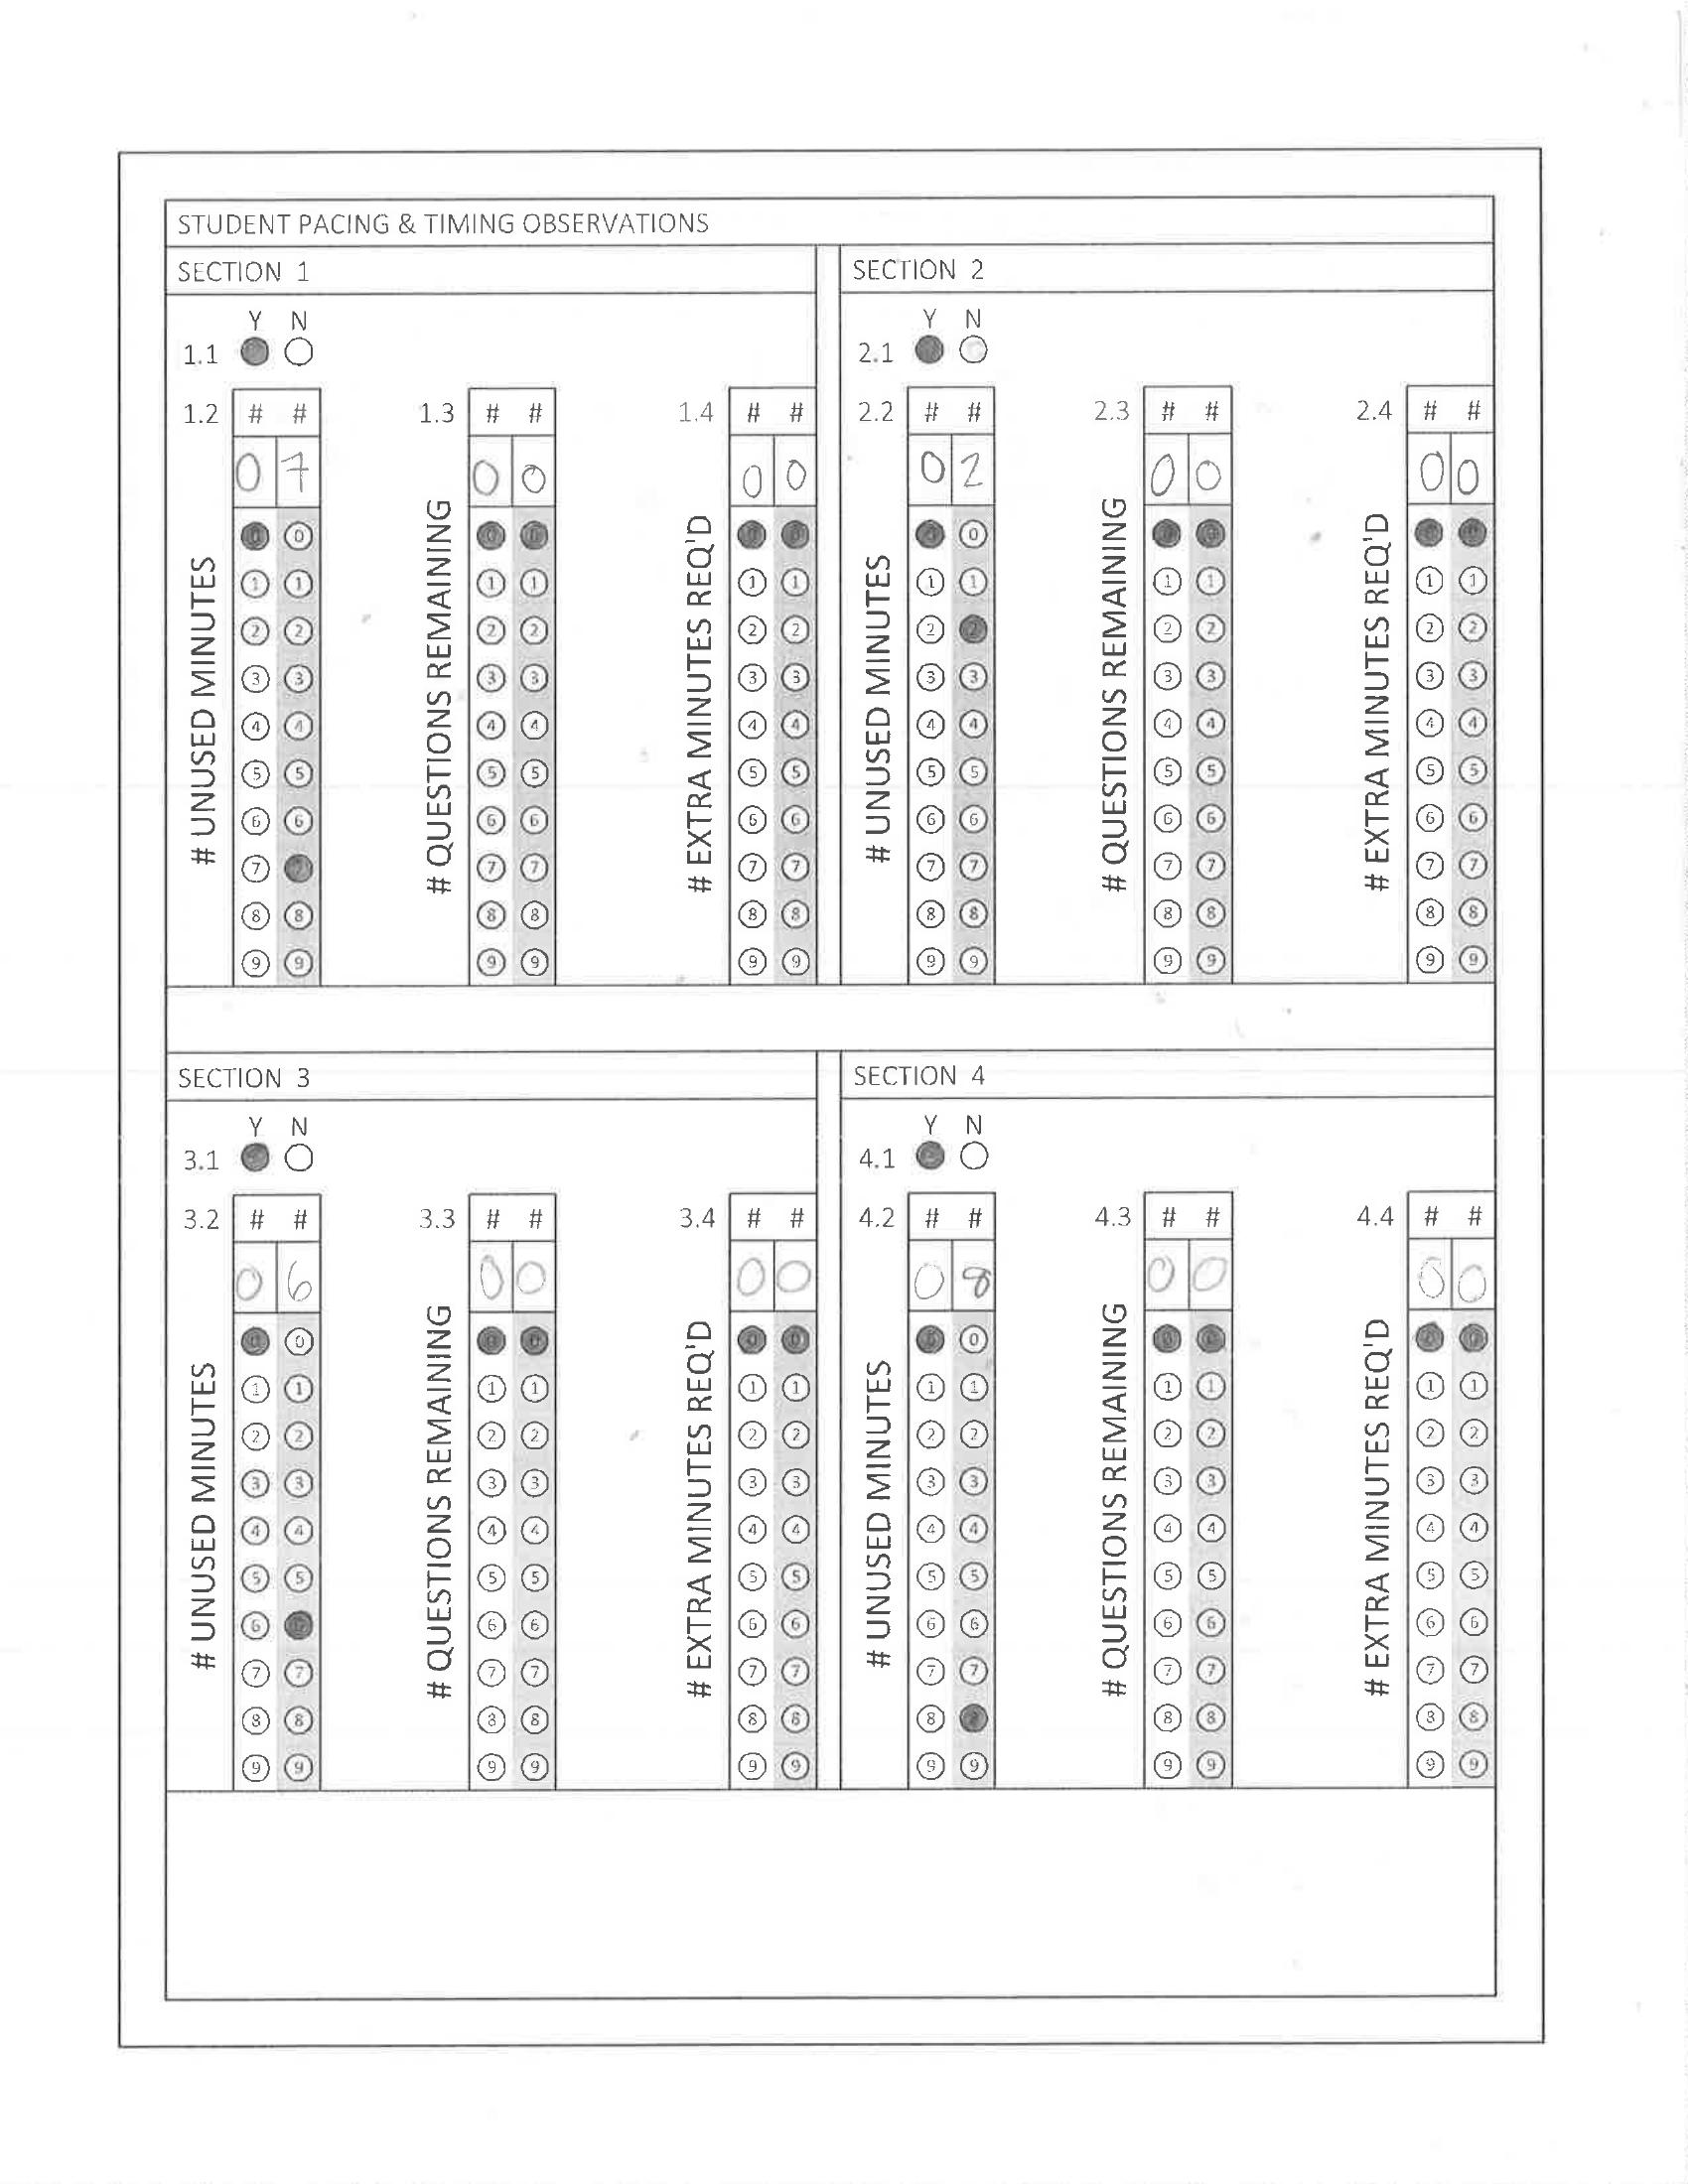 STUDENT PACING & TIMING OBSERVATIONS
SECTION 1
Y N
1.1
1.2 # # 1.3 # # 1.4 # #
0 7 0 0 0 0
# UNUSED MINUTES
# QUESTIONS REMAINING
# EXTRA MINUTES REQ'D
0 0 0 0 0 0
1 1 1 1 1 1
2 2 2 2 2 2
3 3 3 3 3 3
4 4 4 4 4 4
5 5 5 5 5 5
6 6 6 6 6 6
7 7 7 7 7 7
8 8 8 8 8 8
9 9 9 9 9 9
SECTION 2
Y N
2.1
2.2 # # 2.3 # # 2.4 # #
0 2 0 0 0 0
# UNUSED MINUTES
# QUESTIONS REMAINING
# EXTRA MINUTES REQ'D
0 0 0 0 0 0
1 1 1 1 1 1
2 2 2 2 2 2
3 3 3 3 3 3
4 4 4 4 4 4
5 5 5 5 5 5
6 6 6 6 6 6
7 7 7 7 7 7
8 8 8 8 8 8
9 9 9 9 9 9
SECTION 3
Y N
3.1
3.2 # # 3.3 # # 3.4 # #
0 6 0 0 0 0
# UNUSED MINUTES
# QUESTIONS REMAINING
# EXTRA MINUTES REQ'D
0 0 0 0 0 0
1 1 1 1 1 1
2 2 2 2 2 2
3 3 3 3 3 3
4 4 4 4 4 4
5 5 5 5 5 5
6 6 6 6 6 6
7 7 7 7 7 7
8 8 8 8 8 8
9 9 9 9 9 9
SECTION 4
Y N
4.1
4.2 # # 4.3 # # 4.4 # #
0 8 0 0 0 0
# UNUSED MINUTES
# QUESTIONS REMAINING
# EXTRA MINUTES REQ'D
0 0 0 0 0 0
1 1 1 1 1 1
2 2 2 2 2 2
3 3 3 3 3 3
4 4 4 4 4 4
5 5 5 5 5 5
6 6 6 6 6 6
7 7 7 7 7 7
8 8 8 8 8 8
9 9 9 9 9 9